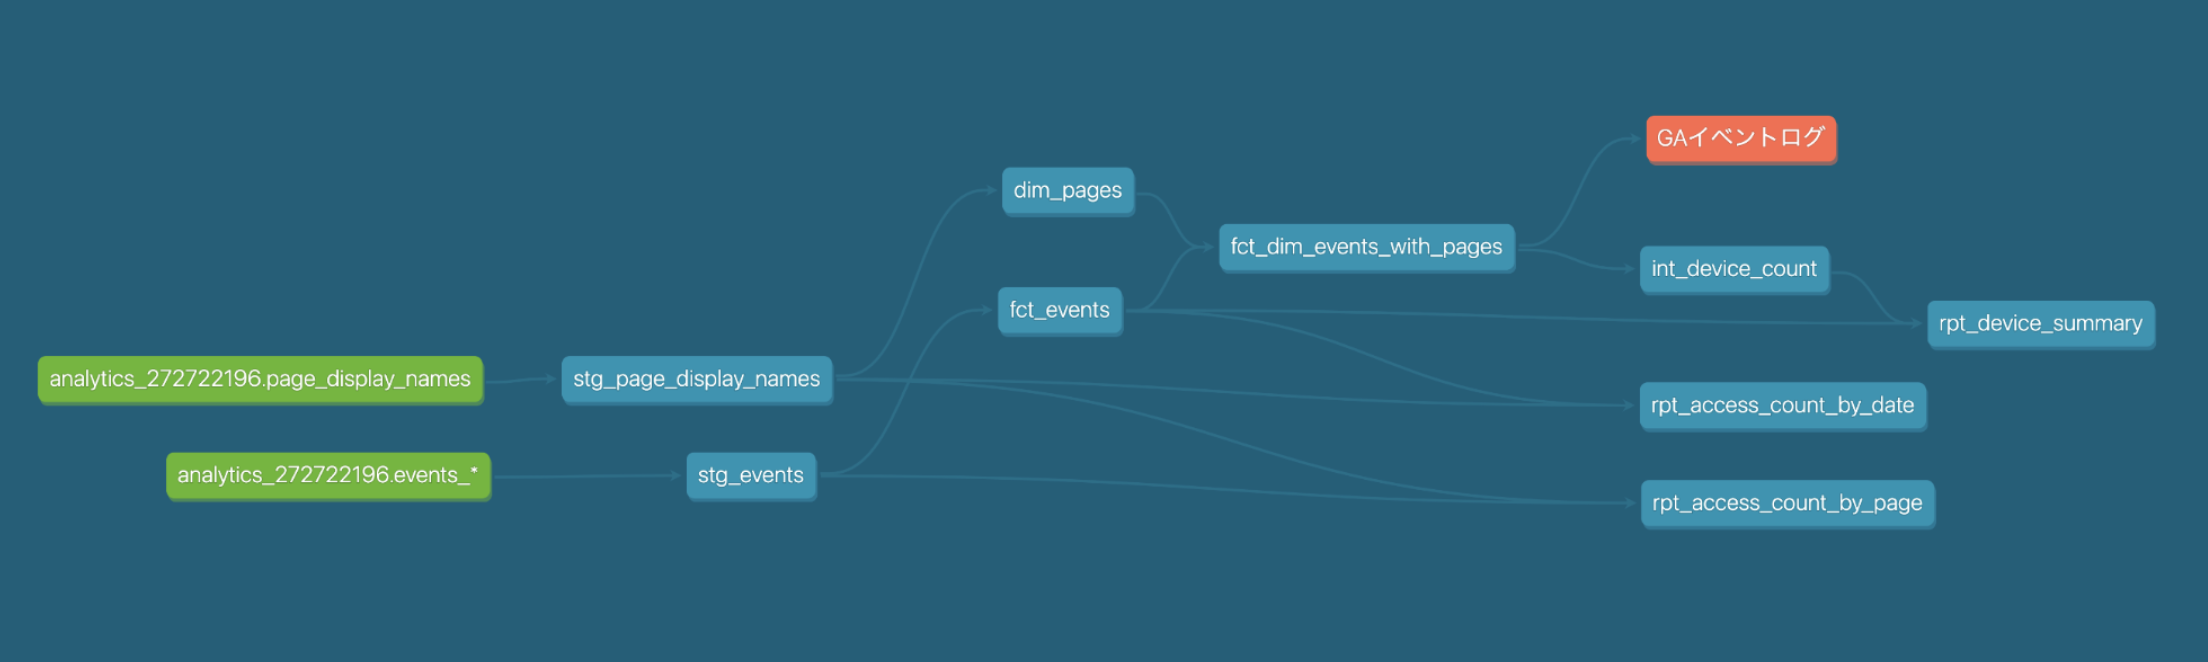 GAイベントログ
dim_pages
fct_dim_events_with_pages
int_device_count
fct_events
rpt_device_summary
analytics_272722196.page_display_names
stg_page_display_names
rpt_access_count_by_date
analytics_272722196.events_*
stg_events
rpt_access_count_by_page